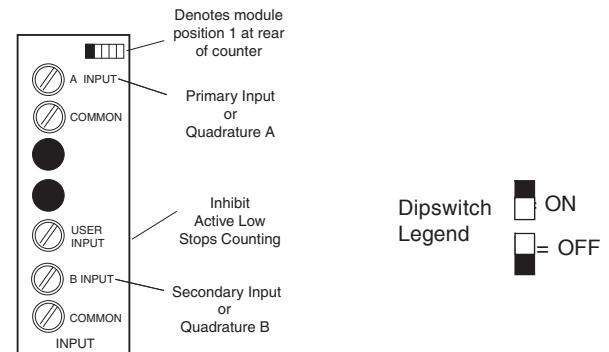 Denotes module
position 1 at rear
of counter
A INPUT
Primary Input
or
Quadrature A
COMMON
USER
INPUT
Inhibit
Active Low
Stops Counting
B INPUT
Secondary Input
or
Quadrature B
COMMON
INPUT
Dipswitch
Legend
: ON
= OFF